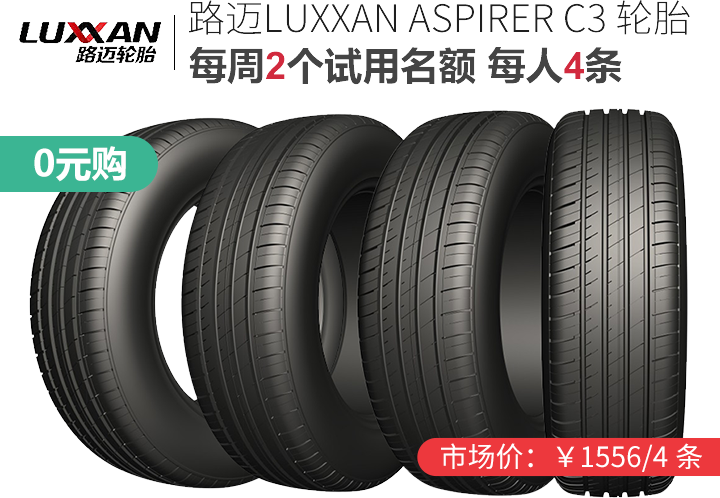 LUXXAN
路迈轮胎
路迈LUXXAN ASPIRER C3 轮胎
每周2个试用名额 每人4条
0元购
市场价：￥1556/4 条